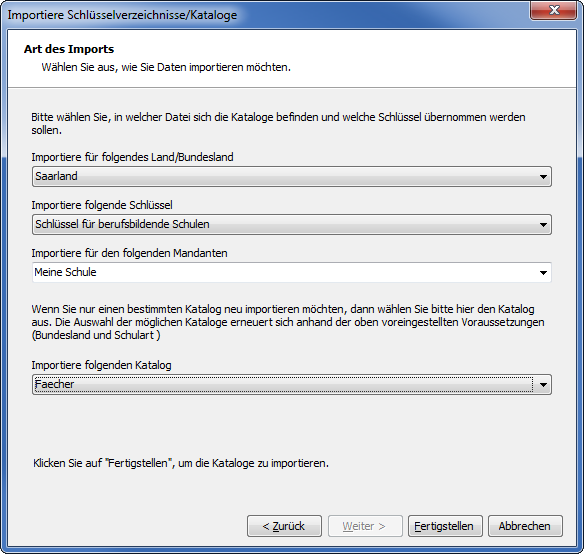 Importiere Schlüsselverzeichnisse/Kataloge
Art des Imports
Wählen Sie aus, wie Sie Daten importieren möchten.
Bitte wählen Sie, in welcher Datei sich die Kataloge befinden und welche Schlüssel übernommen werden
sollen.
Importiere für folgendes Land/Bundesland
Saarland
Importiere folgende Schlüssel
Schlüssel für berufsbildende Schulen
Importiere für den folgenden Mandanten
Meine Schule
Wenn Sie nur einen bestimmten Katalog neu importieren möchten, dann wählen Sie bitte hier den Katalog
aus. Die Auswahl der möglichen Kataloge erneuert sich anhand der oben voreingestellten Voraussetzungen
(Bundesland und Schulart )
Importiere folgenden Katalog
Faecher
Klicken Sie auf "Fertigstellen", um die Kataloge zu importieren.
< Zurück Weiter > Fertigstellen Abbrechen